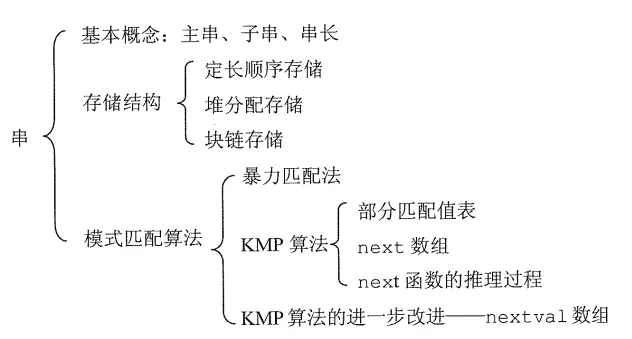 串
基本概念：主串、子串、串长
存储结构
定长顺序存储
堆分配存储
块链存储
模式匹配算法
暴力匹配法
KMP 算法
部分匹配值表
next 数组
next 函数的推理过程
KMP 算法的进一步改进——nextval 数组